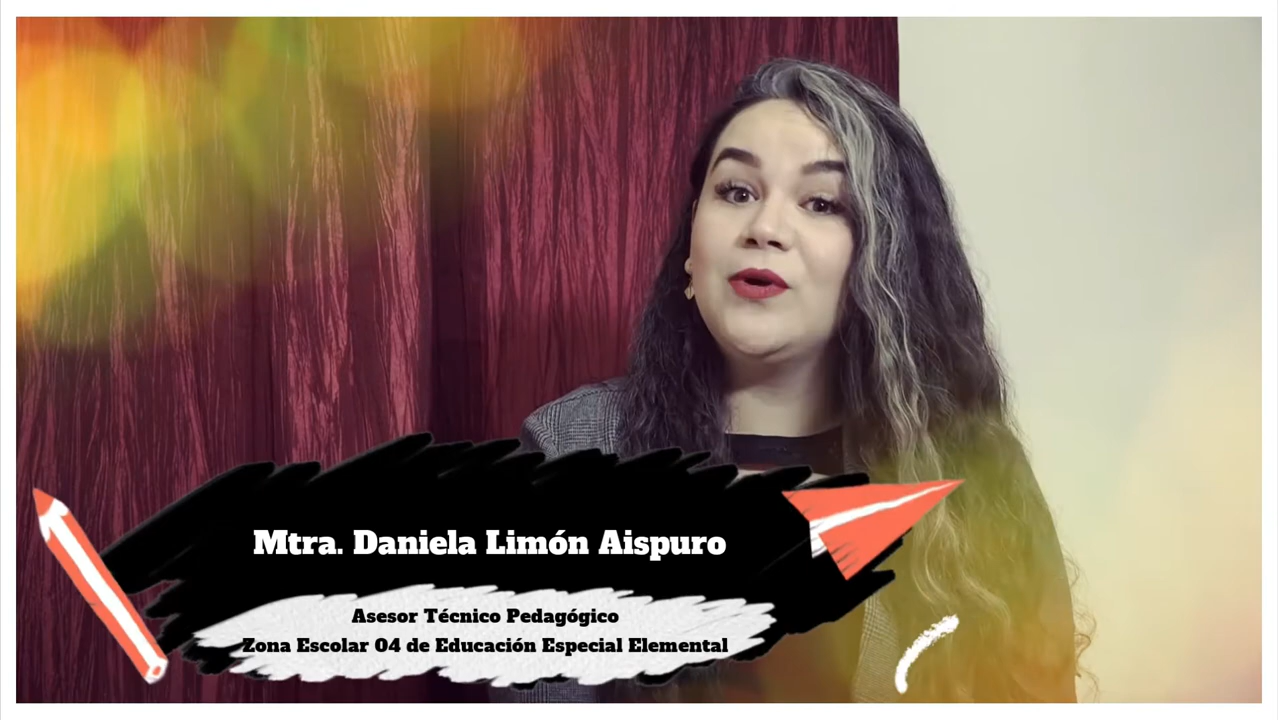 Mtra. Daniela Limón Aispuro
Asesor Técnico Pedagógico
Zona Escolar 04 de Educación Especial Elemental